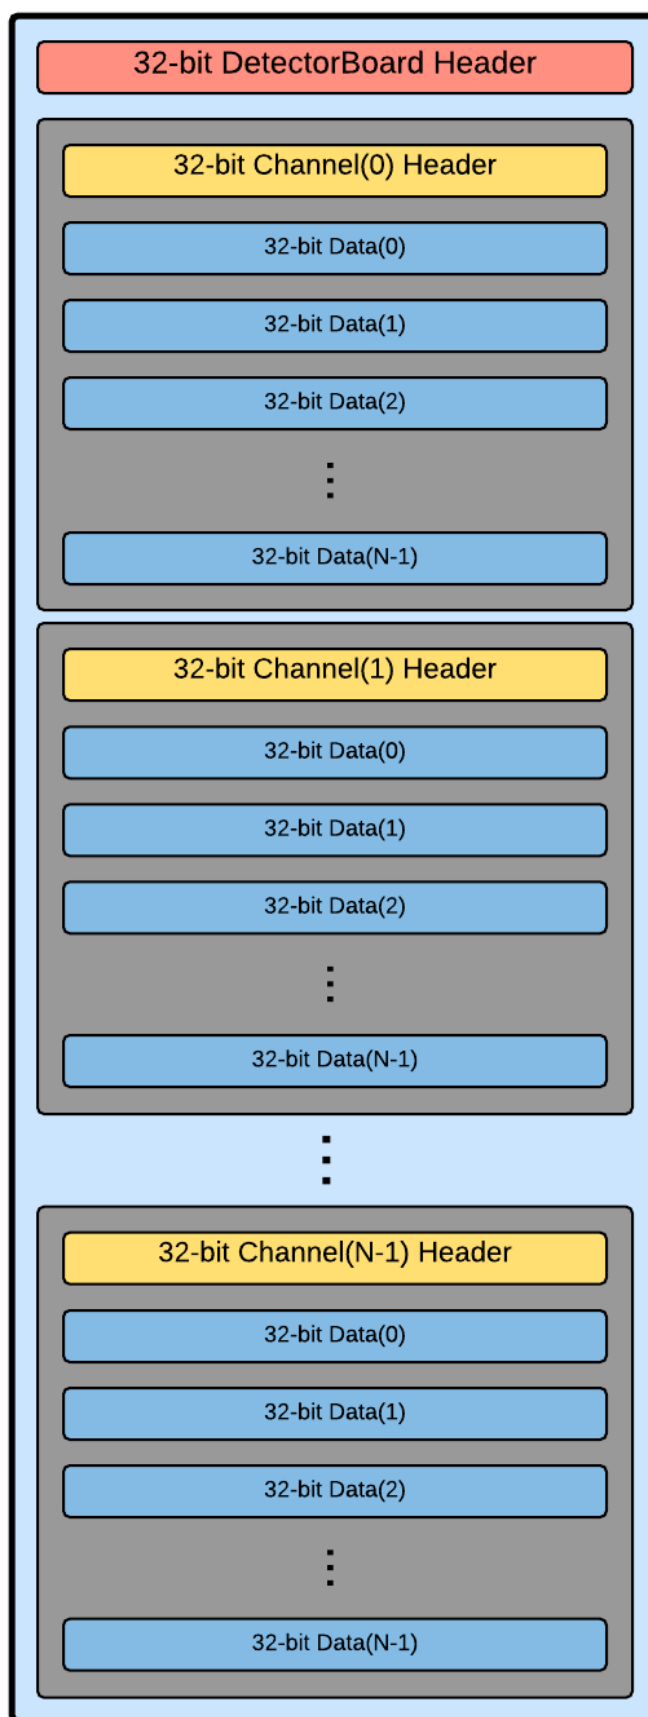 32-bit DetectorBoard Header
32-bit Channel(0) Header
32-bit Data(0)
32-bit Data(1)
32-bit Data(2)
⋮
32-bit Data(N-1)
32-bit Channel(1) Header
32-bit Data(0)
32-bit Data(1)
32-bit Data(2)
⋮
32-bit Data(N-1)
⋮
32-bit Channel(N-1) Header
32-bit Data(0)
32-bit Data(1)
32-bit Data(2)
⋮
32-bit Data(N-1)